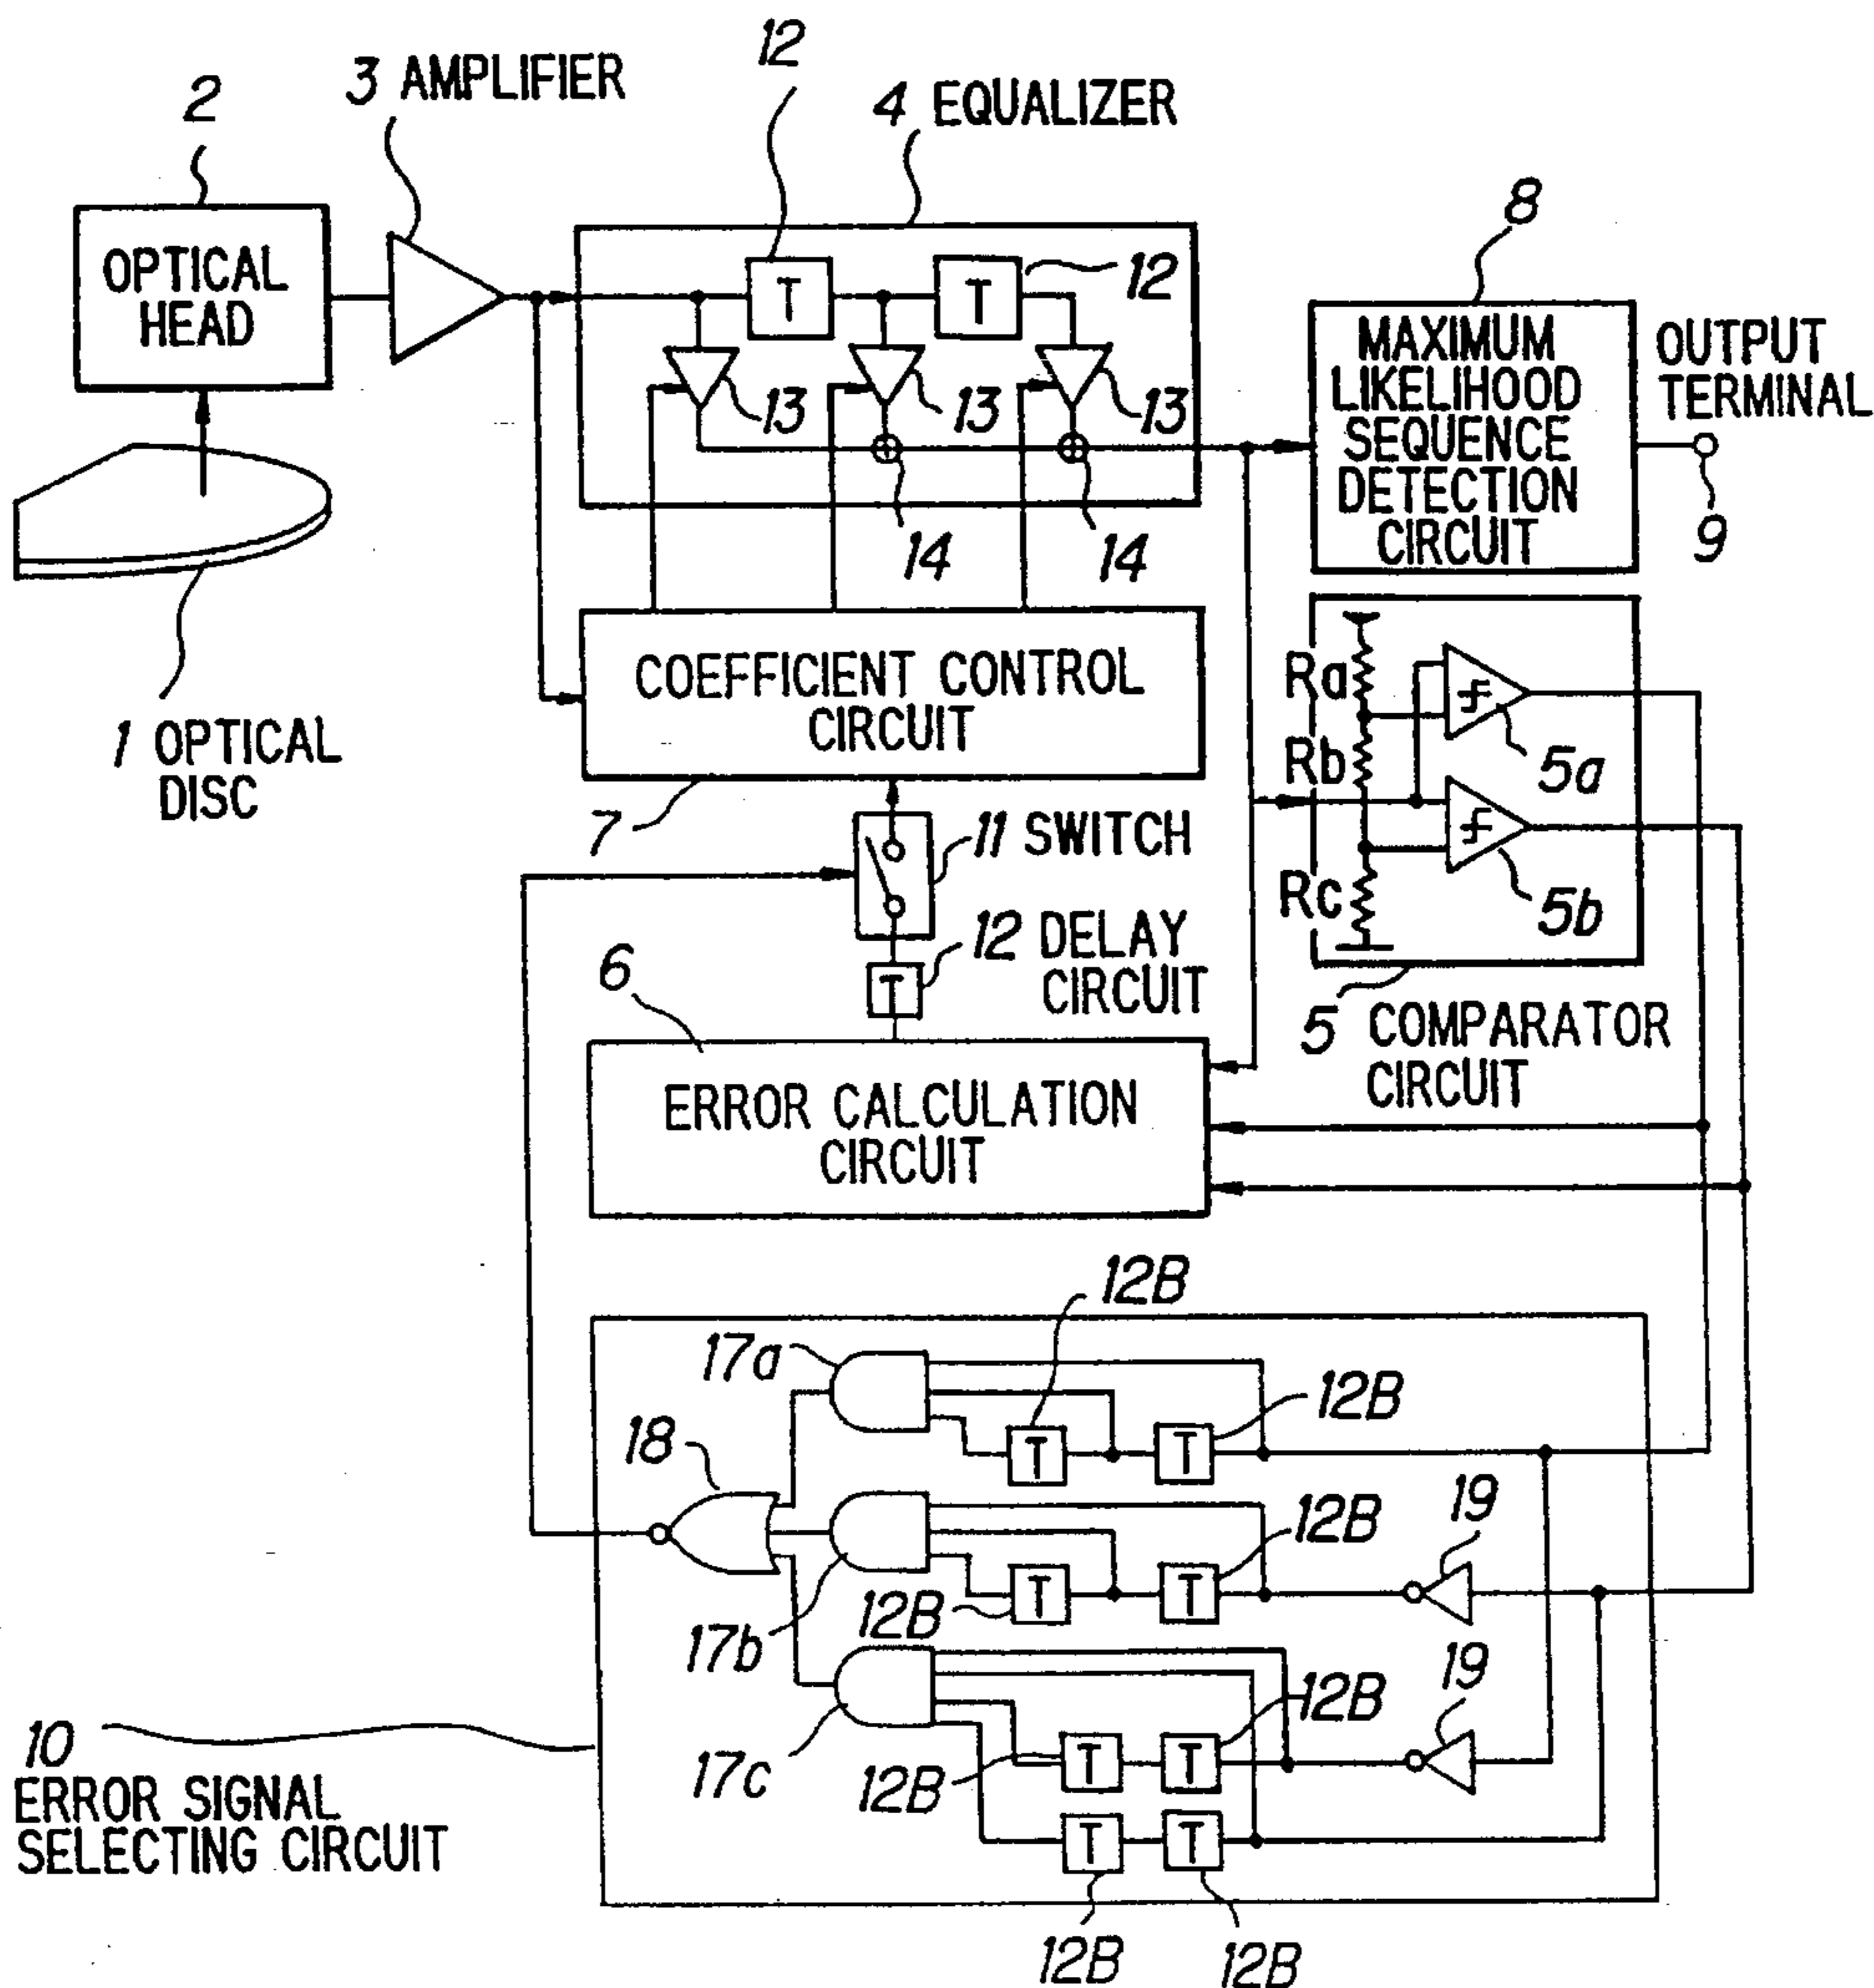 12
3 AMPLIFIER
2
4 EQUALIZER
8
OPTICAL
HEAD
T
T
12
13
13
13
MAXIMUM
LIKELIHOOD
SEQUENCE
DETECTION
CIRCUIT
OUTPUT
TERMINAL
9
14
14
1 OPTICAL
DISC
COEFFICIENT CONTROL
CIRCUIT
7
Ra
Rb
Rc
5a
5b
11 SWITCH
T
12 DELAY
CIRCUIT
6
5 COMPARATOR
CIRCUIT
ERROR CALCULATION
CIRCUIT
12B
17a
T
T
12B
18
17b
12B
T
T
12B
19
17c
12B
T
T
12B
19
T
T
12B
12B
10
ERROR SIGNAL
SELECTING CIRCUIT